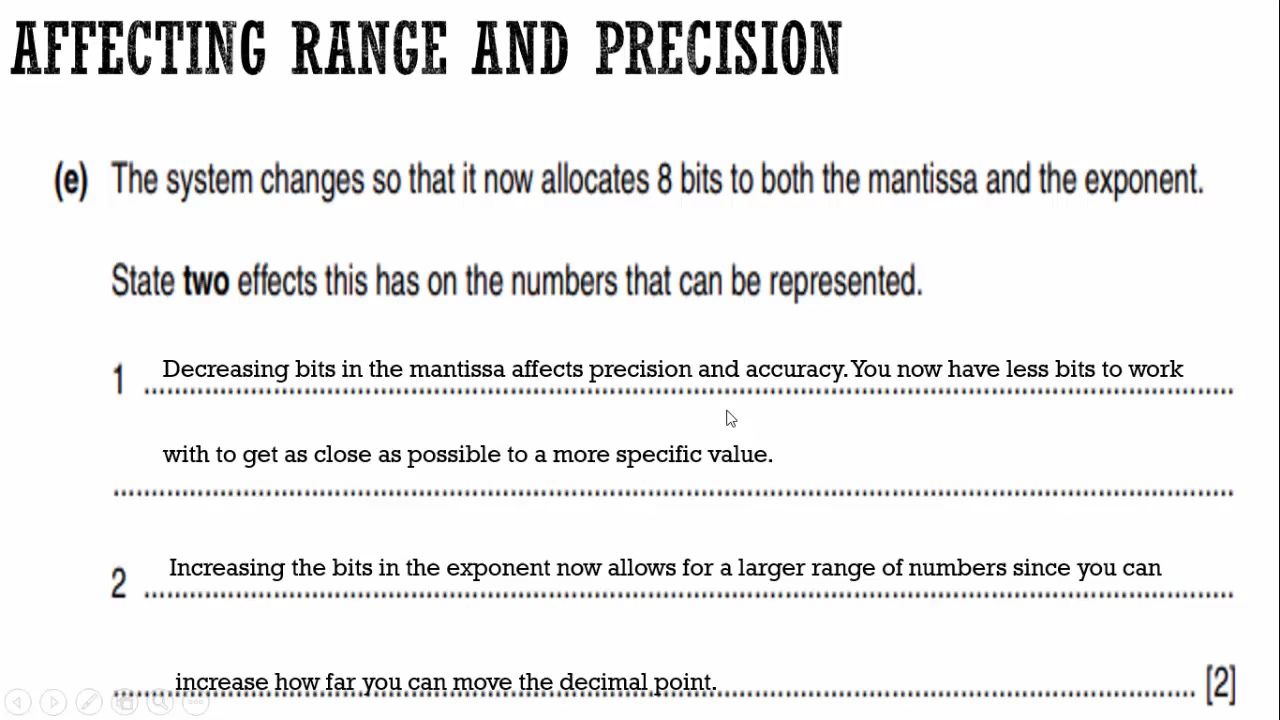 AFFECTING RANGE AND PRECISION
(e) The system changes so that it now allocates 8 bits to both the mantissa and the exponent.
State two effects this has on the numbers that can be represented.
1 Decreasing bits in the mantissa affects precision and accuracy. You now have less bits to work
with to get as close as possible to a more specific value.
2 Increasing the bits in the exponent now allows for a larger range of numbers since you can
increase how far you can move the decimal point.
[2]